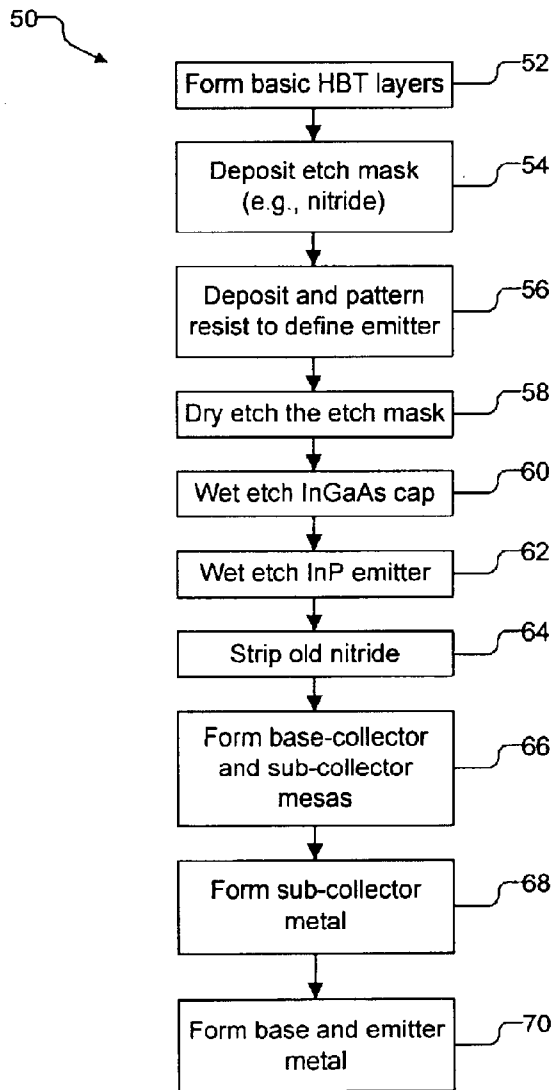 50
Form basic HBT layers
52
Deposit etch mask
(e.g., nitride)
54
Deposit and pattern
resist to define emitter
56
Dry etch the etch mask
58
Wet etch InGaAs cap
60
Wet etch InP emitter
62
Strip old nitride
64
Form base-collector
and sub-collector
mesas
66
Form sub-collector
metal
68
Form base and emitter
metal
70